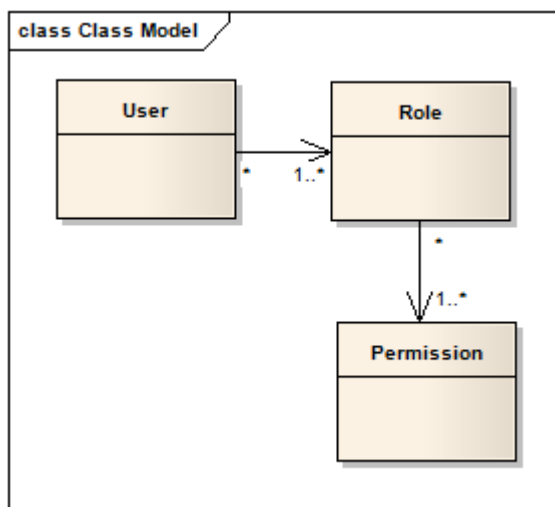 class Class Model
User
Role
*
1..*
*
1..*
Permission